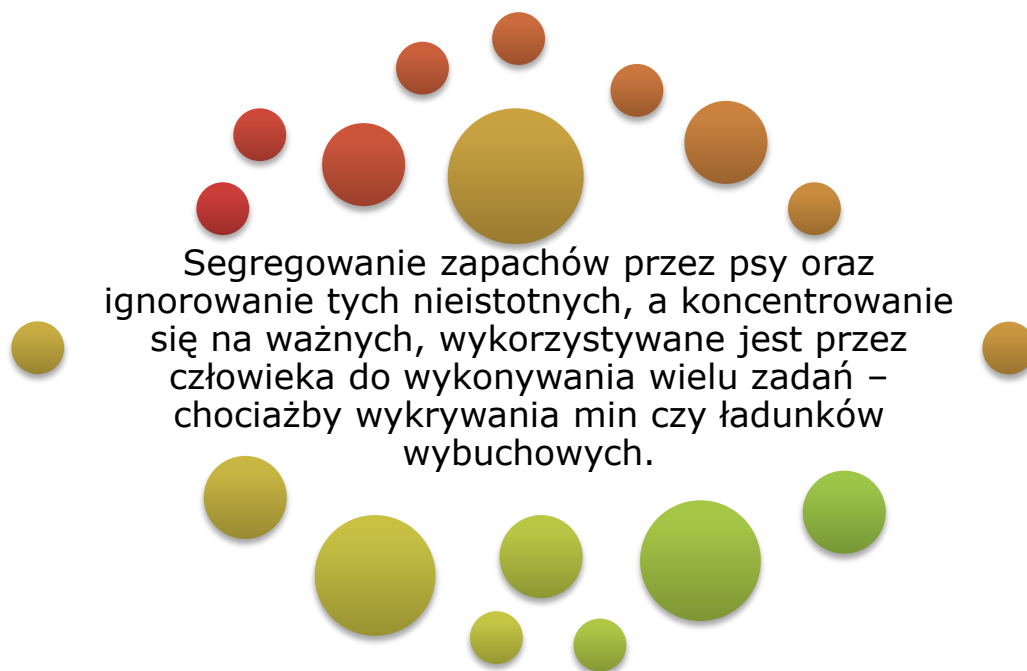 Segregowanie zapachów przez psy oraz
ignorowanie tych nieistotnych, a koncentrowanie
się na ważnych, wykorzystywane jest przez
człowieka do wykonywania wielu zadań –
chociażby wykrywania min czy ładunków
wybuchowych.